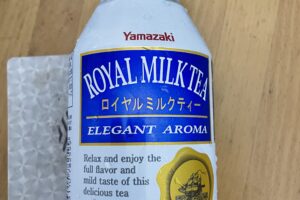 Yamazaki
ROYAL MILK TEA
ロイヤルミルクティー
ELEGANT AROMA
Relax and enjoy the
full flavor and
mild taste of this
delicious tea